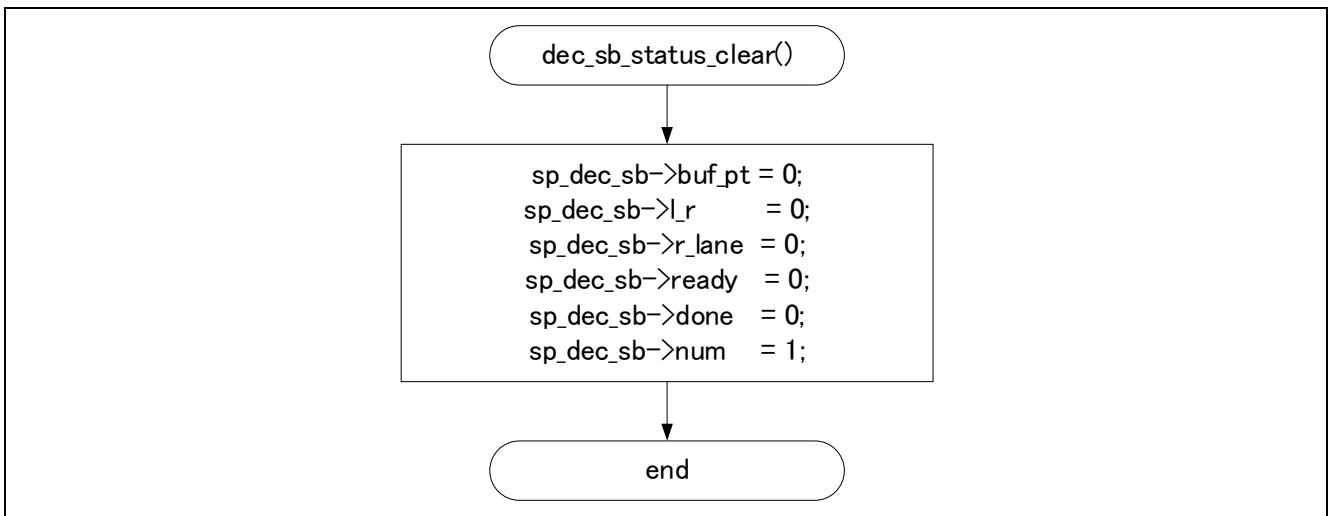 dec_sb_status_clear()
sp_dec_sb->buf_pt = 0;
sp_dec_sb->l_r = 0;
sp_dec_sb->r_lane = 0;
sp_dec_sb->ready = 0;
sp_dec_sb->done = 0;
sp_dec_sb->num = 1;
end